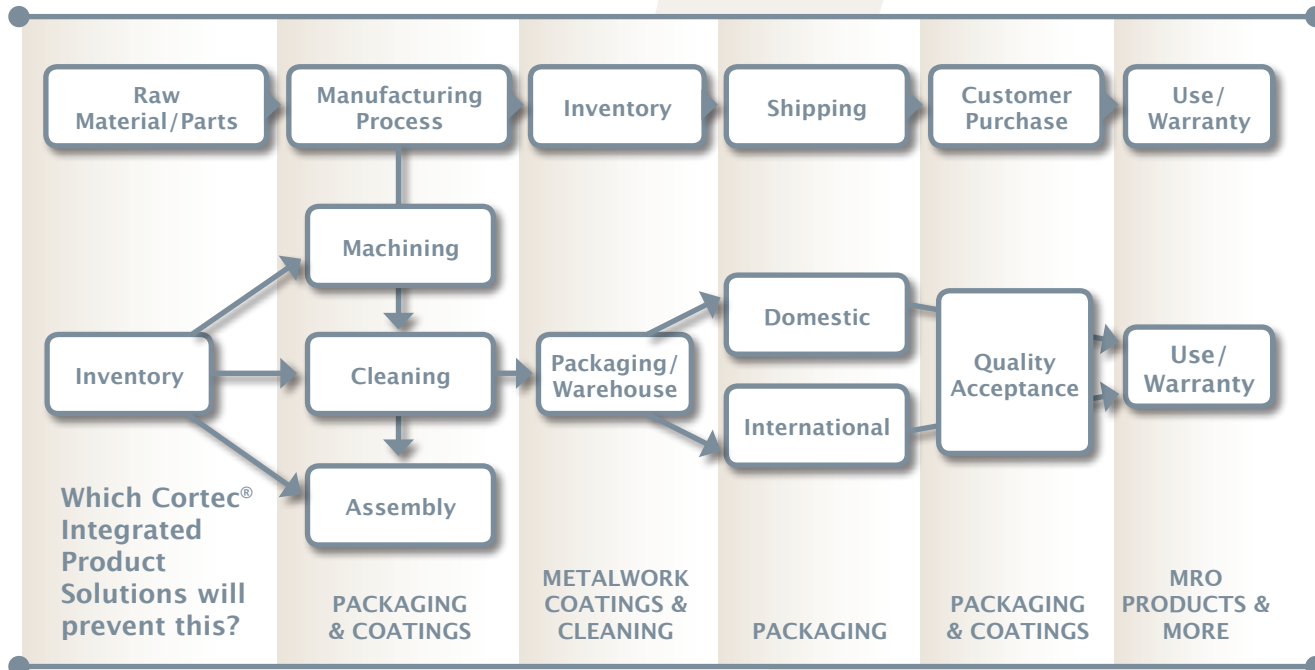 Raw
Material/Parts
Manufacturing
Process
Inventory
Shipping
Customer
Purchase
Use/
Warranty
Machining
Inventory
Cleaning
Assembly
Packaging/
Warehouse
Domestic
International
Quality
Acceptance
Use/
Warranty
Which Cortec®
Integrated
Product
Solutions will
prevent this?
PACKAGING
& COATINGS
METALWORK
COATINGS &
CLEANING
PACKAGING
PACKAGING
& COATINGS
MRO
PRODUCTS &
MORE